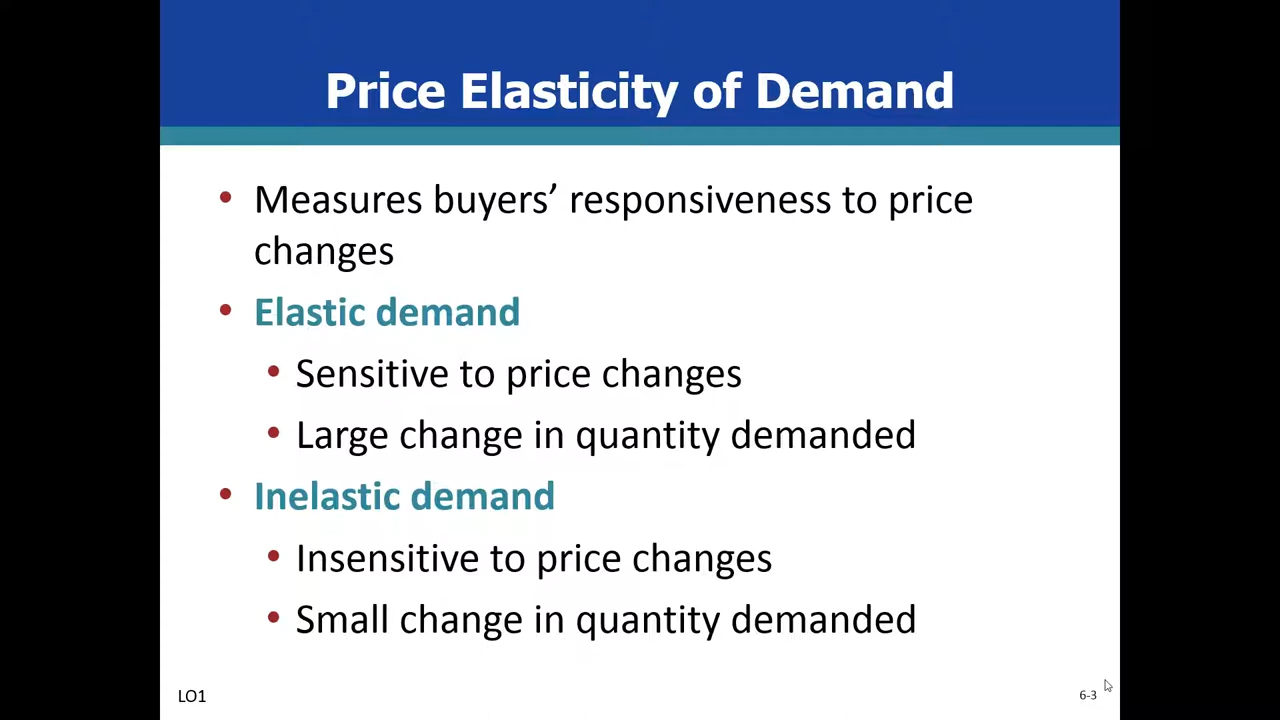 Price Elasticity of Demand
• Measures buyers’ responsiveness to price
changes
• Elastic demand
• Sensitive to price changes
• Large change in quantity demanded
• Inelastic demand
• Insensitive to price changes
• Small change in quantity demanded
LO1
6-3